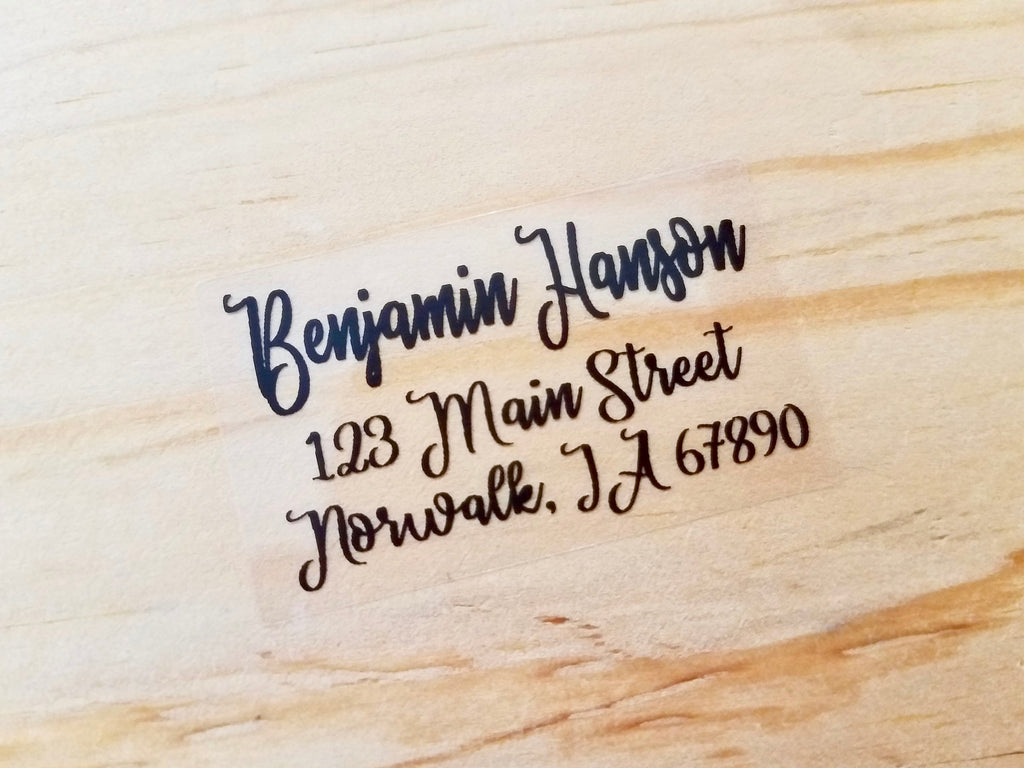 Benjamin Hanson
123 Main Street
Norwalk, IA 67890